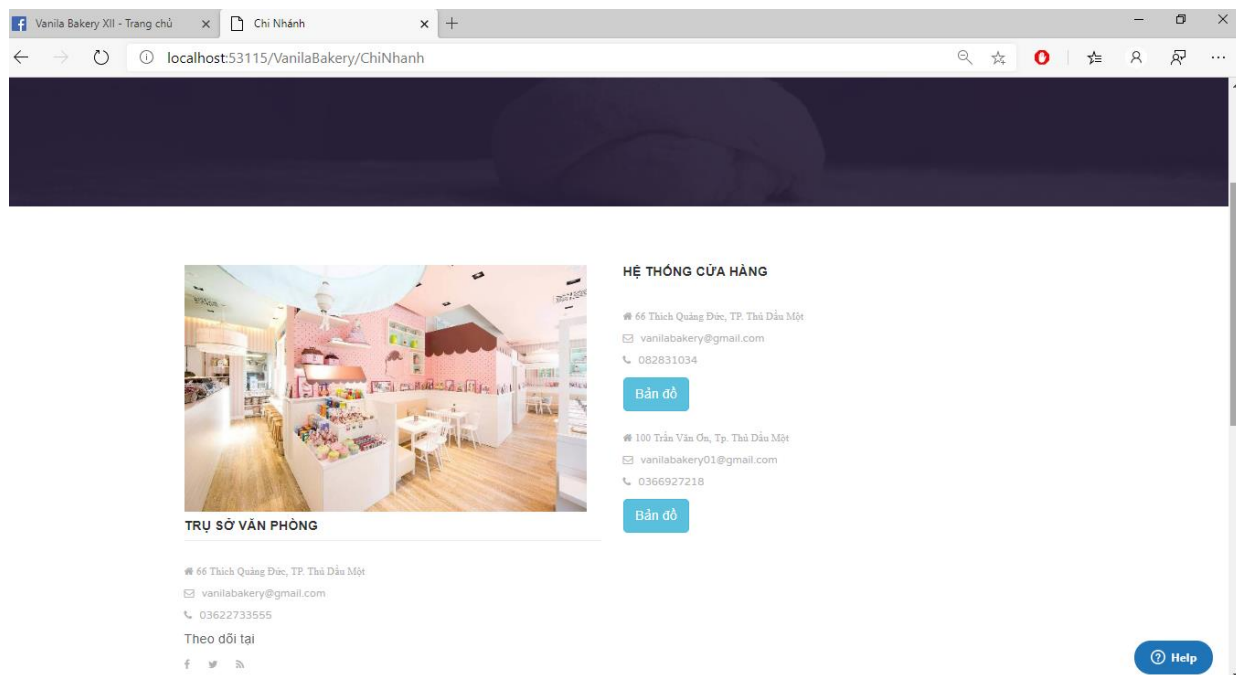 Vanila Bakery XII - Trang chủ
Chi Nhánh
localhost:53115/VanilaBakery/ChiNhanh
HỆ THỐNG CỬA HÀNG
66 Thích Quảng Đức, TP. Thủ Dầu Một
vanilabakery@gmail.com
082831034
Bản đồ
100 Trần Văn Ơn, Tp. Thủ Dầu Một
vanilabakery01@gmail.com
0366927218
Bản đồ
TRỤ SỞ VĂN PHÒNG
66 Thích Quảng Đức, TP. Thủ Dầu Một
vanilabakery@gmail.com
03622733555
Theo dõi tại
Help